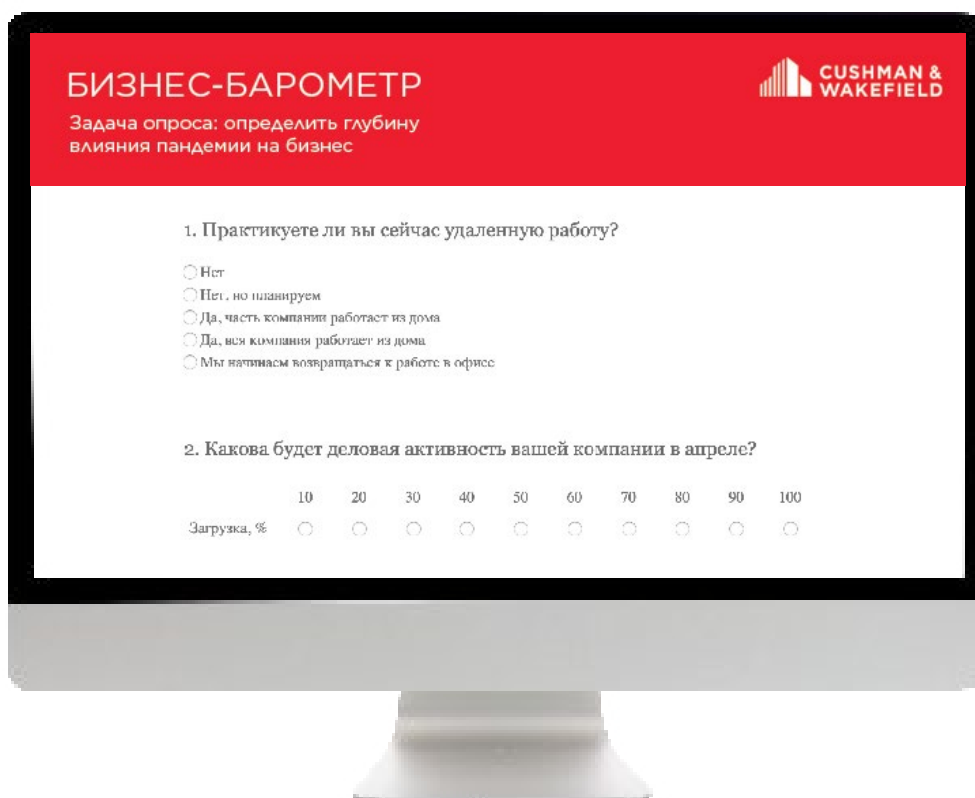 БИЗНЕС-БАРОМЕТР
CUSHMAN &
WAKEFIELD
Задача опроса: определить глубину
влияния пандемии на бизнес
1. Практикуете ли вы сейчас удаленную работу?
Нет
Нет, но планируем
Да, часть компании работает из дома
Да, вся компания работает из дома
Мы начинаем возвращаться к работе в офисе
2. Какова будет деловая активность вашей компании в апреле?
10 20 30 40 50 60 70 80 90 100
Загрузка, %